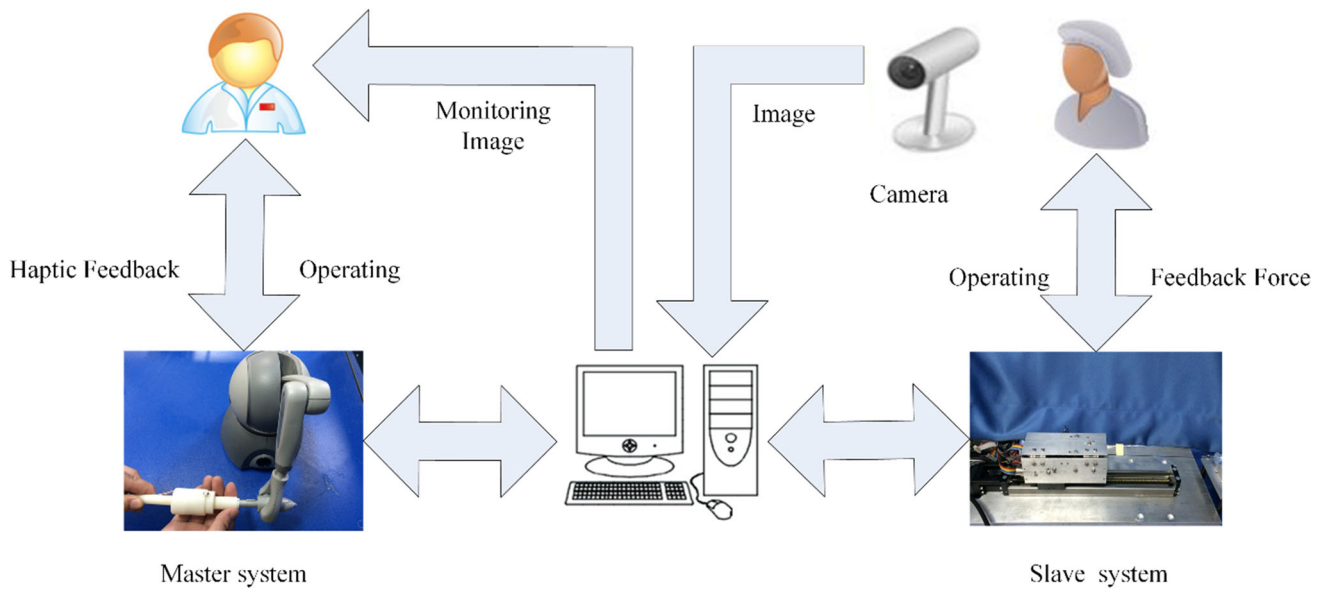 Monitoring
Image
Image
Camera
Haptic Feedback
Operating
Operating
Feedback Force
Master system
Slave system